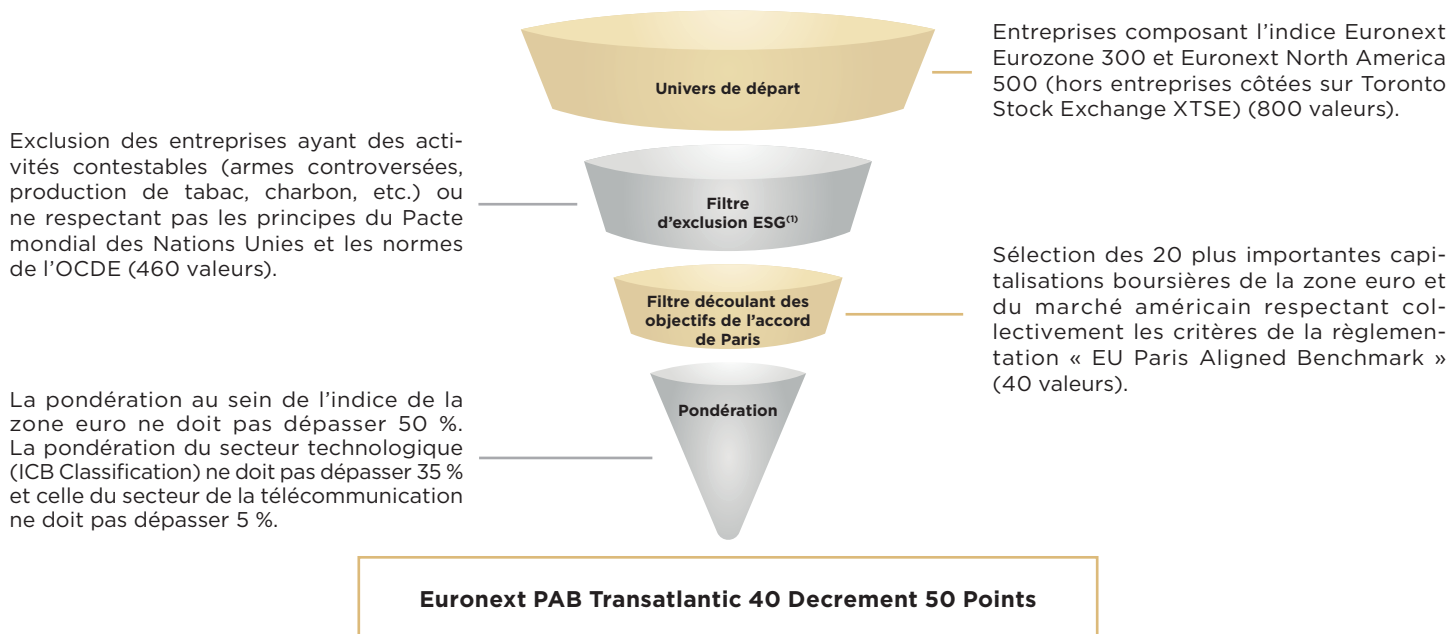 Univers de départ
Entreprises composant l’indice Euronext
Eurozone 300 et Euronext North America
500 (hors entreprises côtées sur Toronto
Stock Exchange XTSE) (800 valeurs).
Exclusion des entreprises ayant des acti-
vités contestables (armes controversées,
production de tabac, charbon, etc.) ou
ne respectant pas les principes du Pacte
mondial des Nations Unies et les normes
de l’OCDE (460 valeurs).
Filtre
d’exclusion ESG(1)
Filtre découlant des
objectifs de l’accord
de Paris
Sélection des 20 plus importantes capi-
talisations boursières de la zone euro et
du marché américain respectant col-
lectivement les critères de la règlemen-
tation « EU Paris Aligned Benchmark »
(40 valeurs).
La pondération au sein de l’indice de la
zone euro ne doit pas dépasser 50 %.
La pondération du secteur technologique
(ICB Classification) ne doit pas dépasser 35 %
et celle du secteur de la télécommunication
ne doit pas dépasser 5 %.
Pondération
Euronext PAB Transatlantic 40 Decrement 50 Points